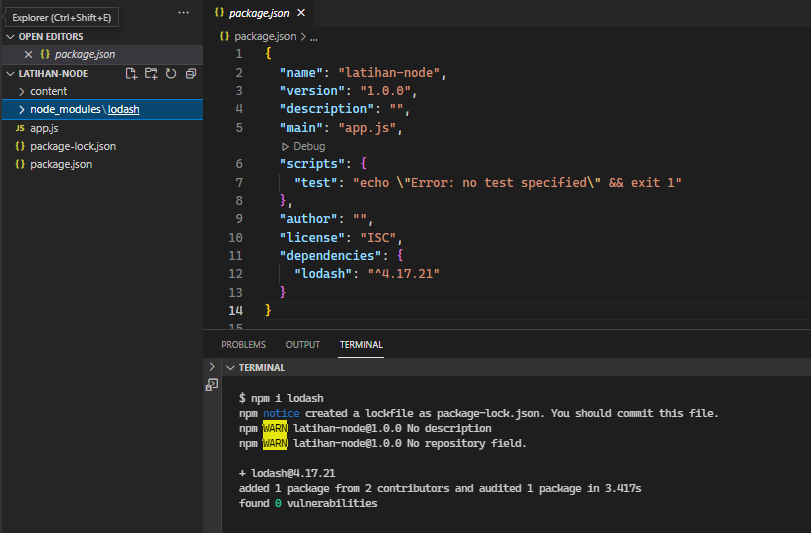 Explorer (Ctrl+Shift+E)
...
OPEN EDITORS
{} package.json
LATIHAN-NODE
content
node_modules\lodash
JS app.js
{} package-lock.json
{} package.json
{} package.json
{} package.json > ...
1 {
2 "name": "latihan-node",
3 "version": "1.0.0",
4 "description": "",
5 "main": "app.js",
Debug
6 "scripts": {
7 "test": "echo \"Error: no test specified\" && exit 1"
8 },
9 "author": "",
10 "license": "ISC",
11 "dependencies": {
12 "lodash": "^4.17.21"
13 }
14 }
15
PROBLEMS OUTPUT TERMINAL
TERMINAL
$ npm i lodash
npm notice created a lockfile as package-lock.json. You should commit this file.
npm WARN latihan-node@1.0.0 No description
npm WARN latihan-node@1.0.0 No repository field.
+ lodash@4.17.21
added 1 package from 2 contributors and audited 1 package in 3.417s
found 0 vulnerabilities